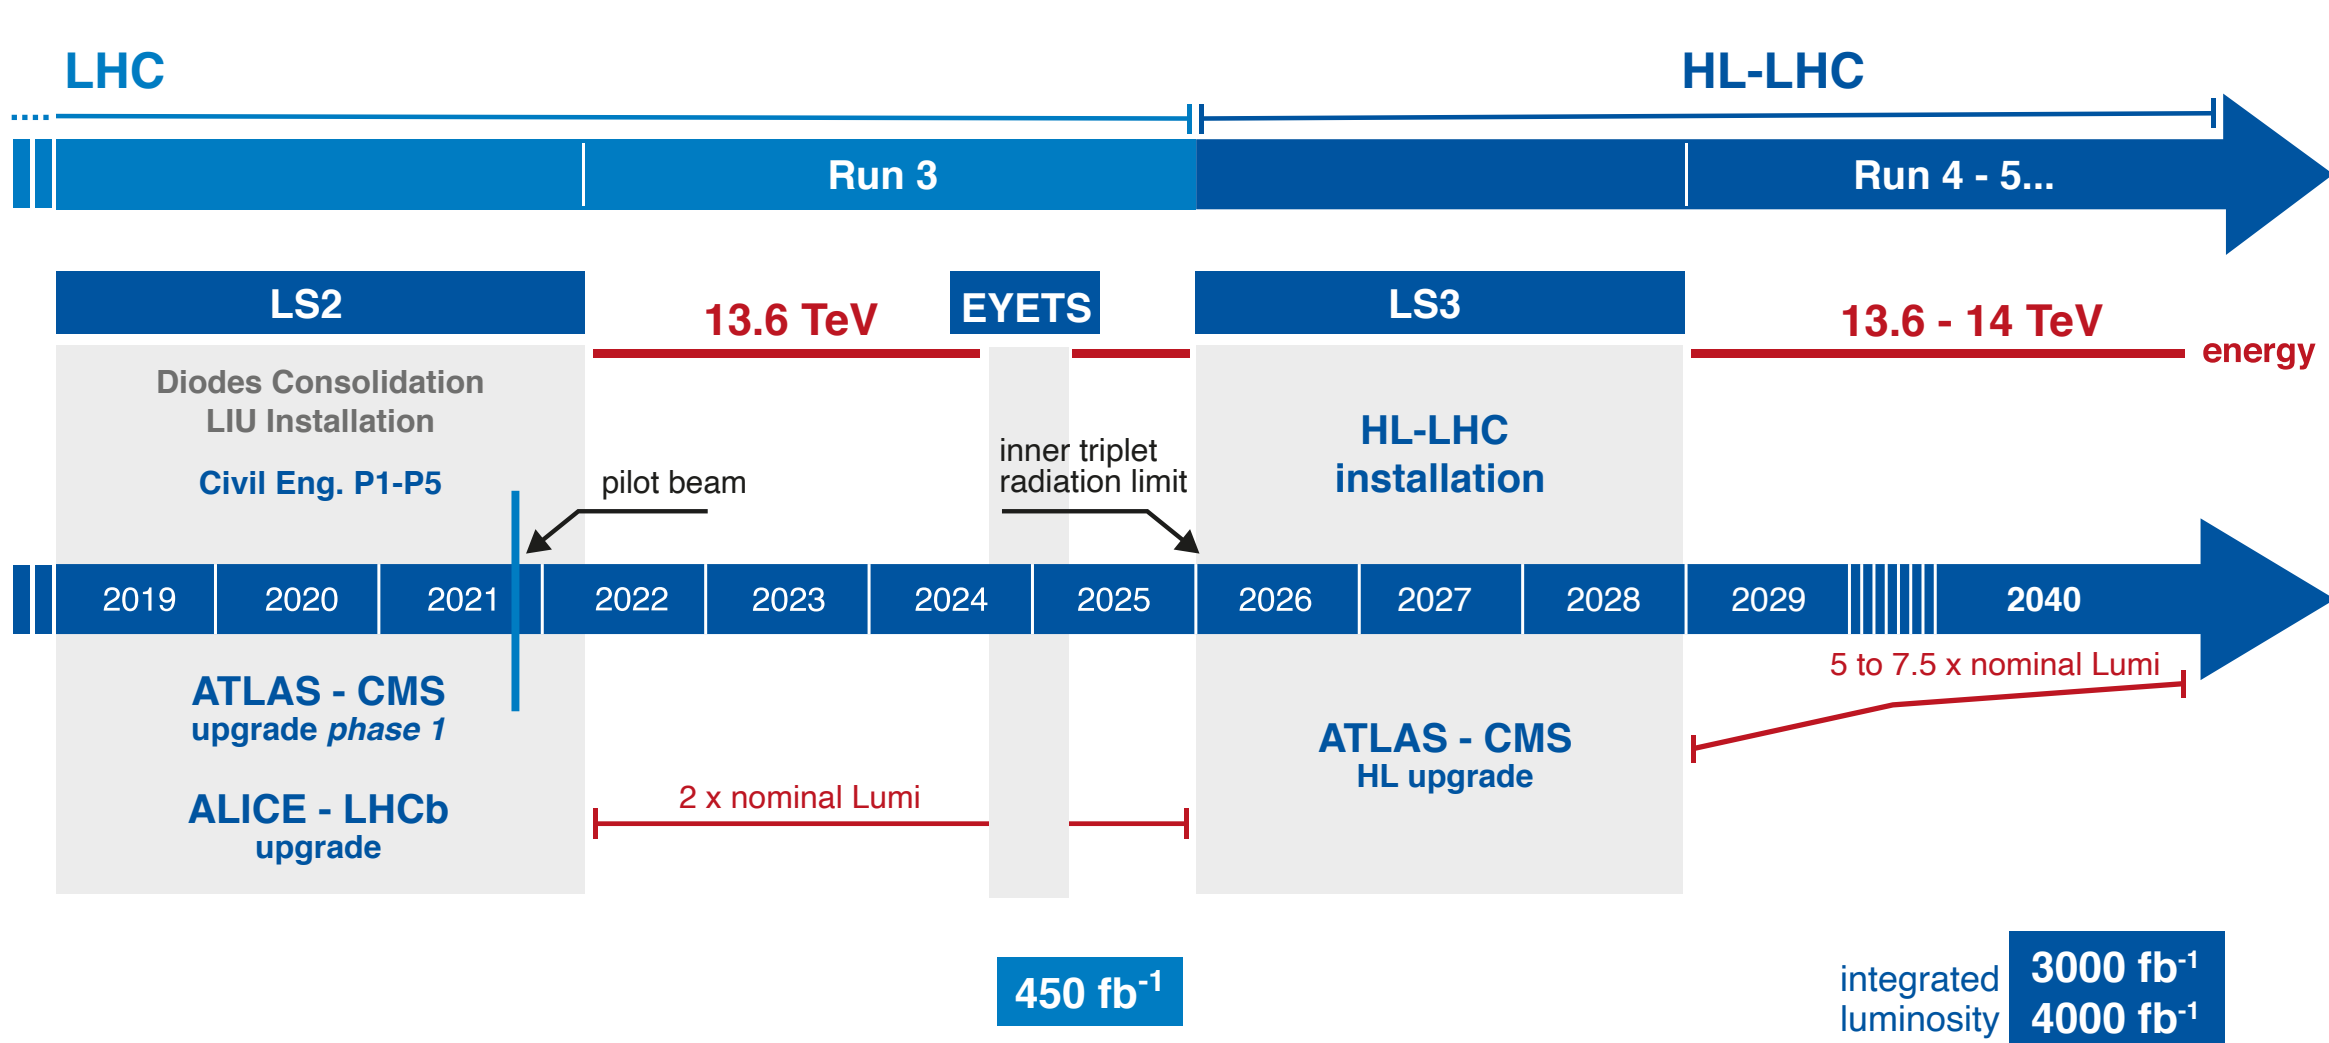 LHC
HL-LHC
Run 3
Run 4 - 5...
LS2
13.6 TeV
EYETS
LS3
13.6 - 14 TeV
energy
Diodes Consolidation
LIU Installation
Civil Eng. P1-P5
pilot beam
inner triplet
radiation limit
HL-LHC
installation
2019 2020 2021 2022 2023 2024 2025 2026 2027 2028 2029 2040
5 to 7.5 x nominal Lumi
ATLAS - CMS
upgrade phase 1
ATLAS - CMS
HL upgrade
2 x nominal Lumi
ALICE - LHCb
upgrade
450 fb⁻¹
integrated
luminosity
3000 fb⁻¹
4000 fb⁻¹